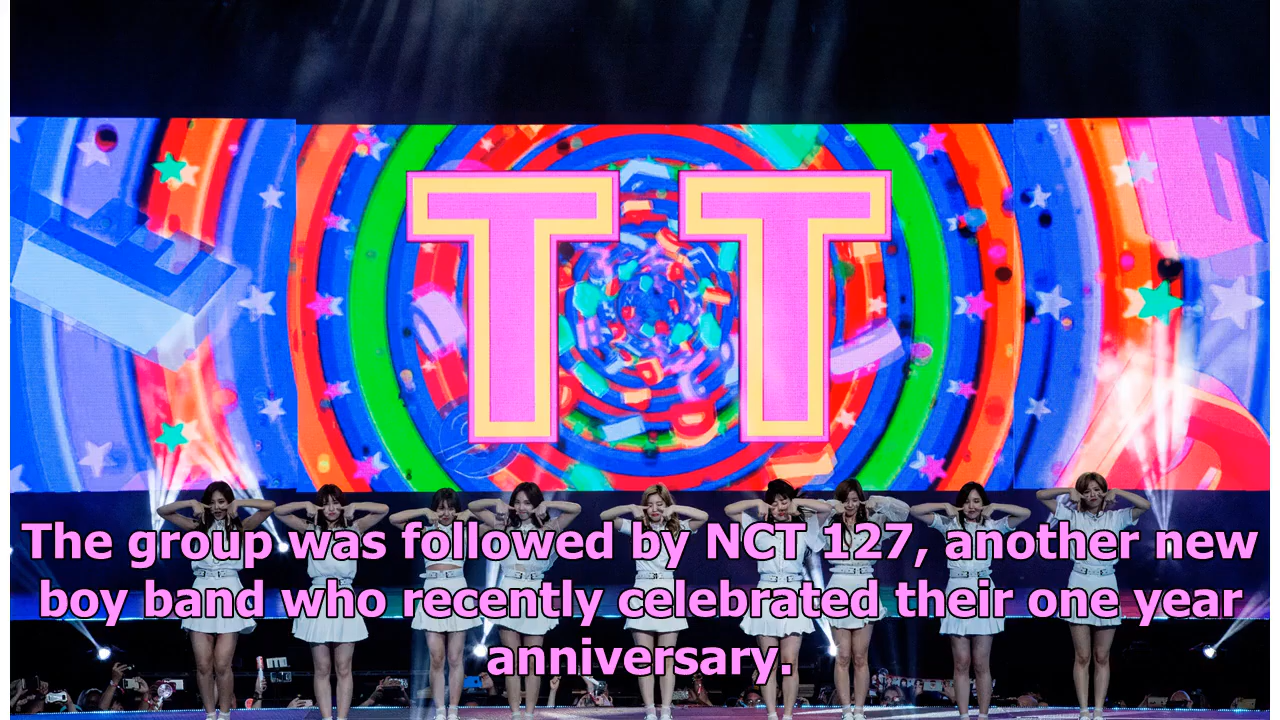 TT
The group was followed by NCT 127, another new
boy band who recently celebrated their one year
anniversary.